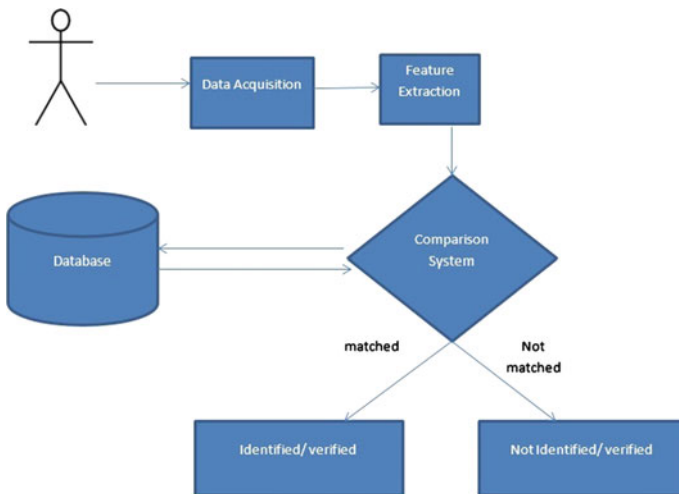 Data Acquisition
Feature
Extraction
Comparison
System
Database
matched
Not
matched
Identified/ verified
Not Identified/ verified